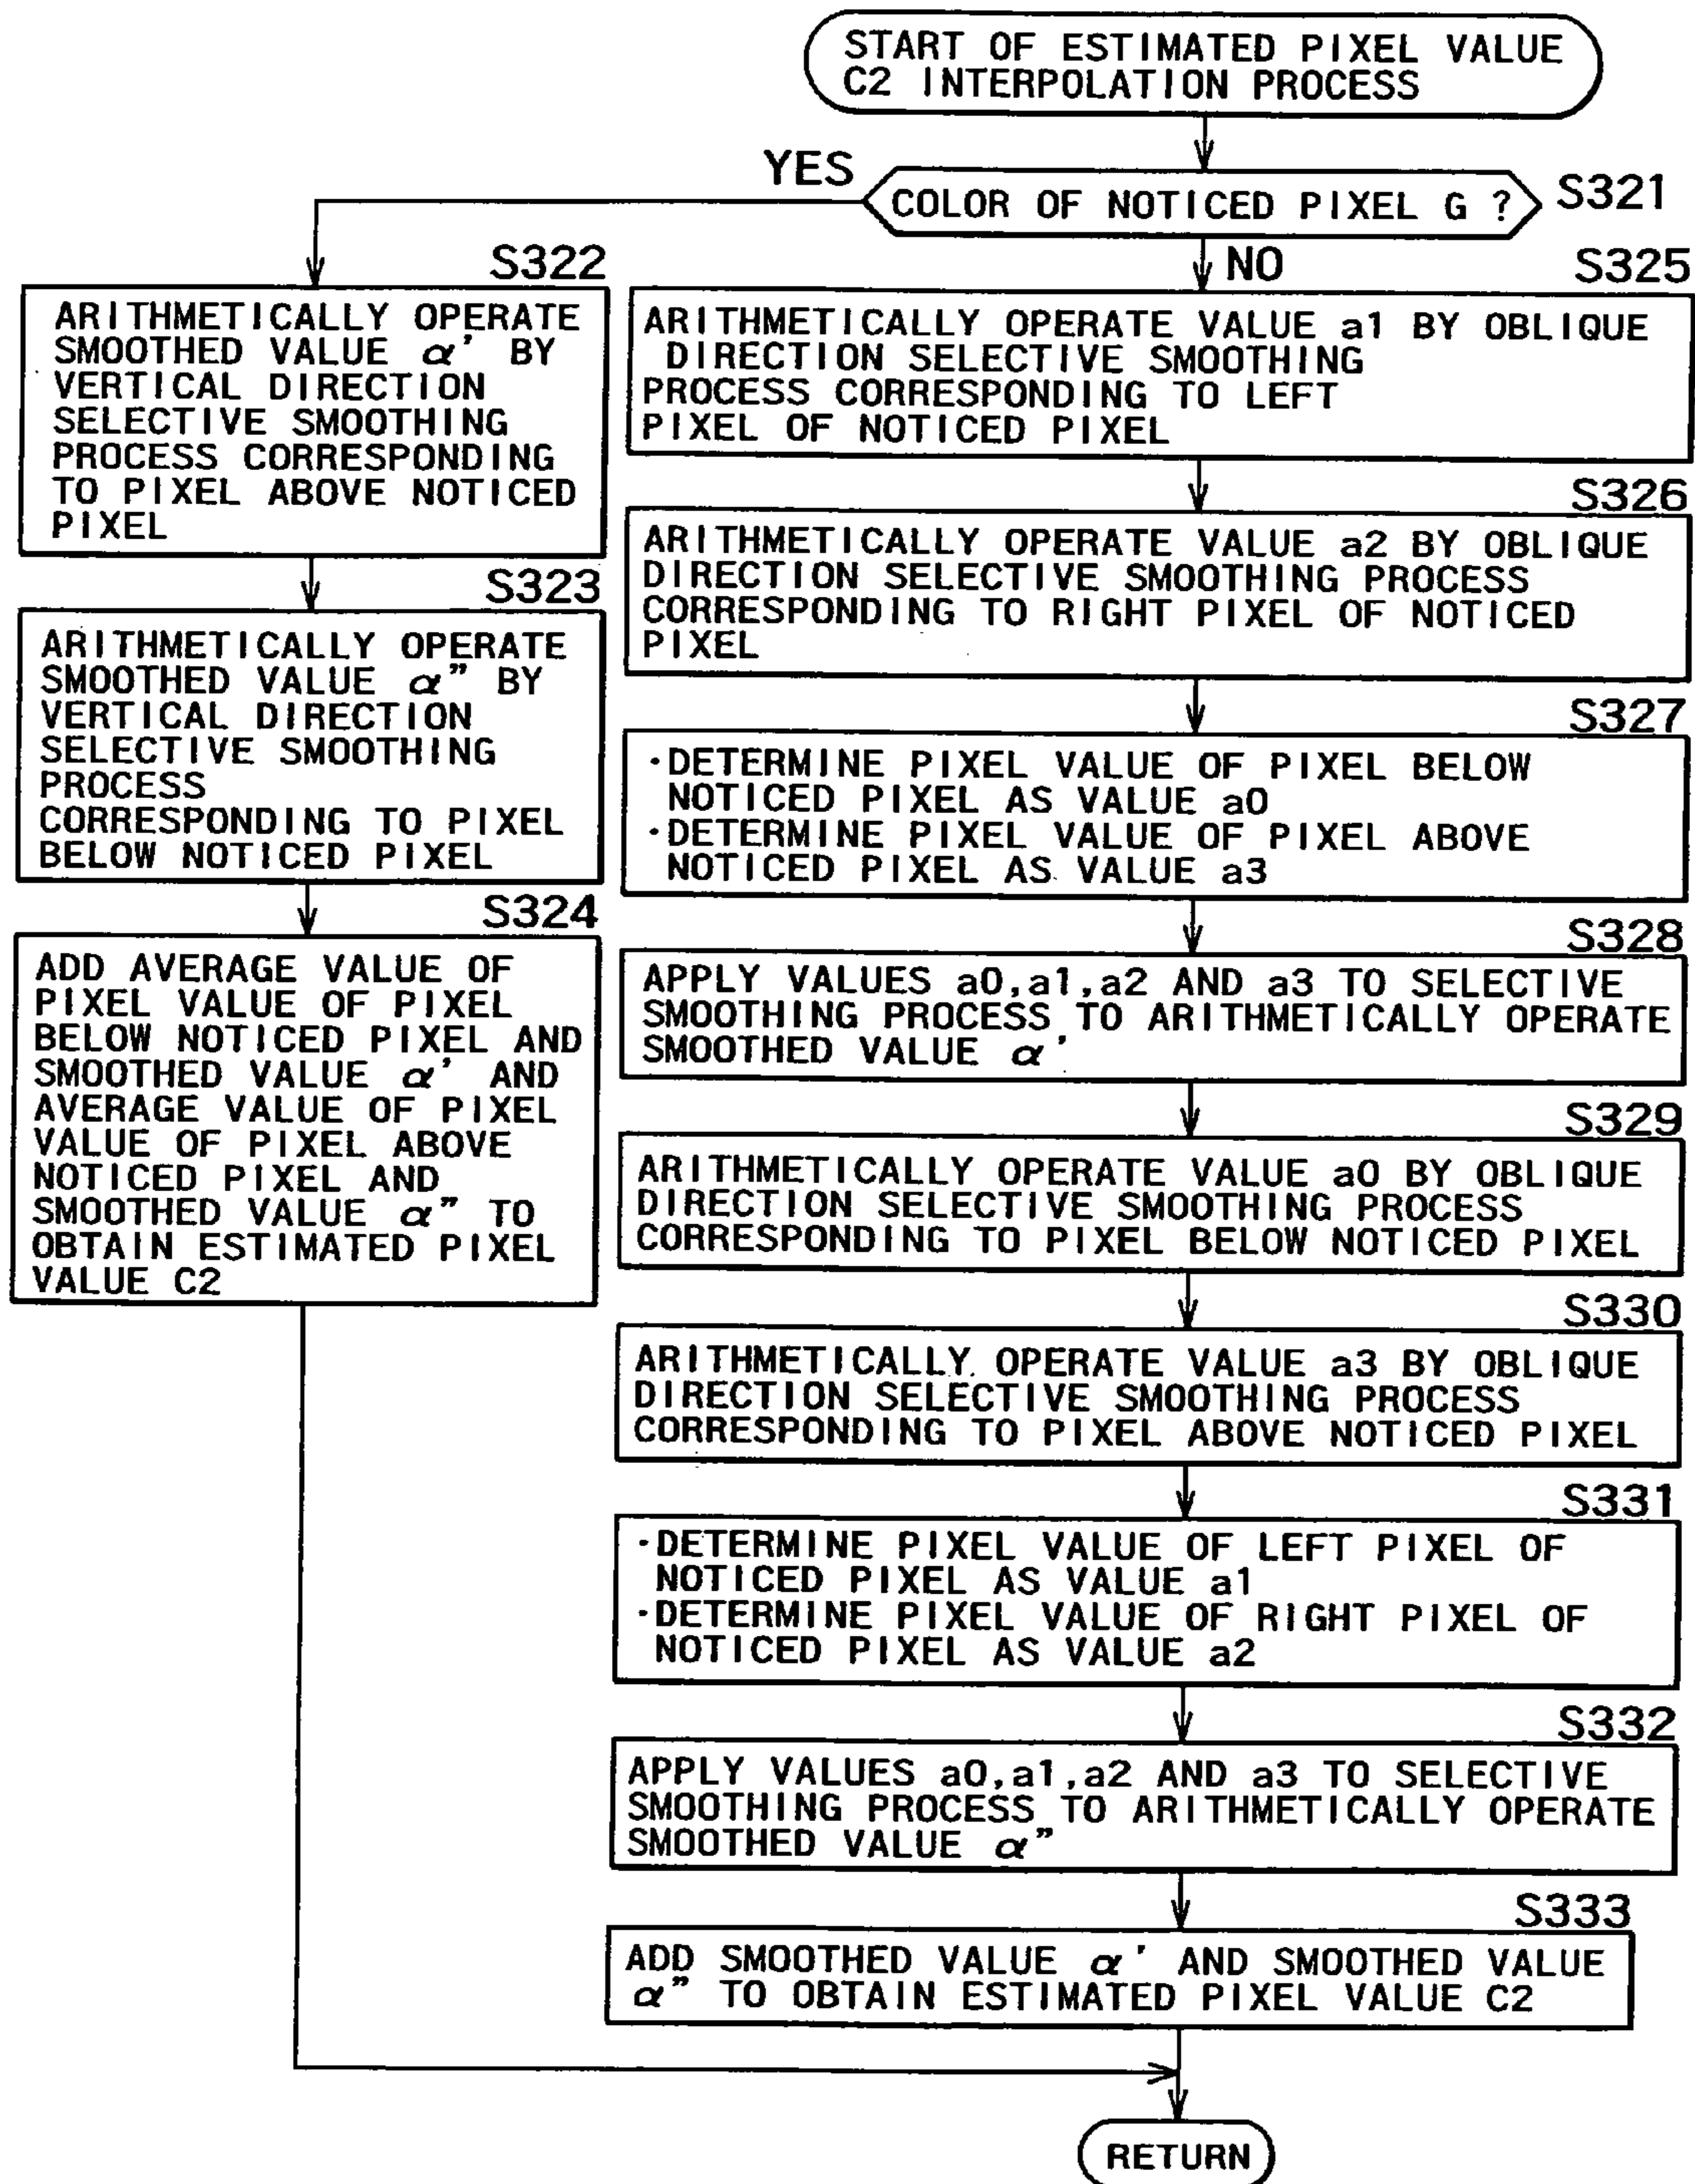 START OF ESTIMATED PIXEL VALUE
C2 INTERPOLATION PROCESS
YES
COLOR OF NOTICED PIXEL G ?
S321
NO
S322
ARITHMETICALLY OPERATE
SMOOTHED VALUE α' BY
VERTICAL DIRECTION
SELECTIVE SMOOTHING
PROCESS CORRESPONDING
TO PIXEL ABOVE NOTICED
PIXEL
S323
ARITHMETICALLY OPERATE
SMOOTHED VALUE α" BY
VERTICAL DIRECTION
SELECTIVE SMOOTHING
PROCESS
CORRESPONDING TO PIXEL
BELOW NOTICED PIXEL
S324
ADD AVERAGE VALUE OF
PIXEL VALUE OF PIXEL
BELOW NOTICED PIXEL AND
SMOOTHED VALUE α' AND
AVERAGE VALUE OF PIXEL
VALUE OF PIXEL ABOVE
NOTICED PIXEL AND
SMOOTHED VALUE α" TO
OBTAIN ESTIMATED PIXEL
VALUE C2
S325
ARITHMETICALLY OPERATE VALUE a1 BY OBLIQUE
DIRECTION SELECTIVE SMOOTHING
PROCESS CORRESPONDING TO LEFT
PIXEL OF NOTICED PIXEL
S326
ARITHMETICALLY OPERATE VALUE a2 BY OBLIQUE
DIRECTION SELECTIVE SMOOTHING PROCESS
CORRESPONDING TO RIGHT PIXEL OF NOTICED
PIXEL
S327
·DETERMINE PIXEL VALUE OF PIXEL BELOW
NOTICED PIXEL AS VALUE a0
·DETERMINE PIXEL VALUE OF PIXEL ABOVE
NOTICED PIXEL AS VALUE a3
S328
APPLY VALUES a0,a1,a2 AND a3 TO SELECTIVE
SMOOTHING PROCESS TO ARITHMETICALLY OPERATE
SMOOTHED VALUE α'
S329
ARITHMETICALLY OPERATE VALUE a0 BY OBLIQUE
DIRECTION SELECTIVE SMOOTHING PROCESS
CORRESPONDING TO PIXEL BELOW NOTICED PIXEL
S330
ARITHMETICALLY OPERATE VALUE a3 BY OBLIQUE
DIRECTION SELECTIVE SMOOTHING PROCESS
CORRESPONDING TO PIXEL ABOVE NOTICED PIXEL
S331
·DETERMINE PIXEL VALUE OF LEFT PIXEL OF
NOTICED PIXEL AS VALUE a1
·DETERMINE PIXEL VALUE OF RIGHT PIXEL OF
NOTICED PIXEL AS VALUE a2
S332
APPLY VALUES a0,a1,a2 AND a3 TO SELECTIVE
SMOOTHING PROCESS TO ARITHMETICALLY OPERATE
SMOOTHED VALUE α"
S333
ADD SMOOTHED VALUE α' AND SMOOTHED VALUE
α" TO OBTAIN ESTIMATED PIXEL VALUE C2
RETURN